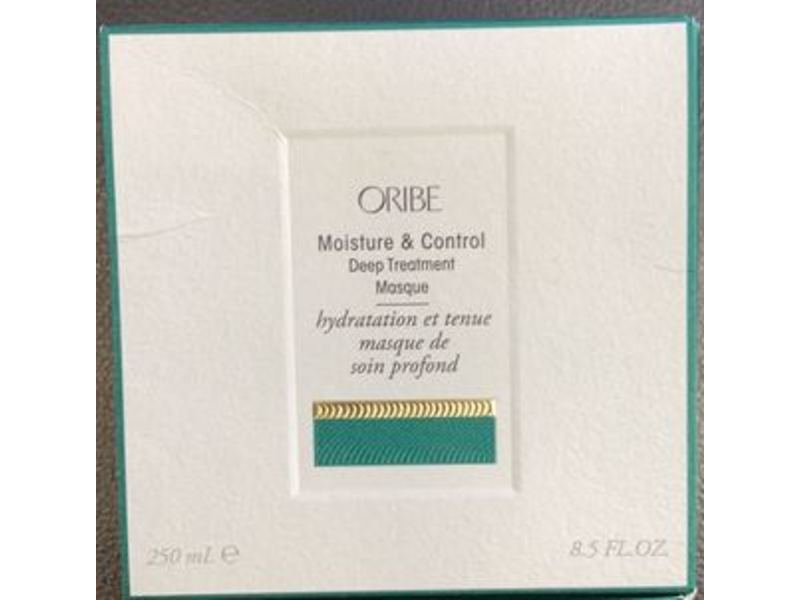 ORIBE
Moisture & Control
Deep Treatment
Masque
hydratation et tenue
masque de
soin profond
250 mL ℮
8.5 FL.OZ.